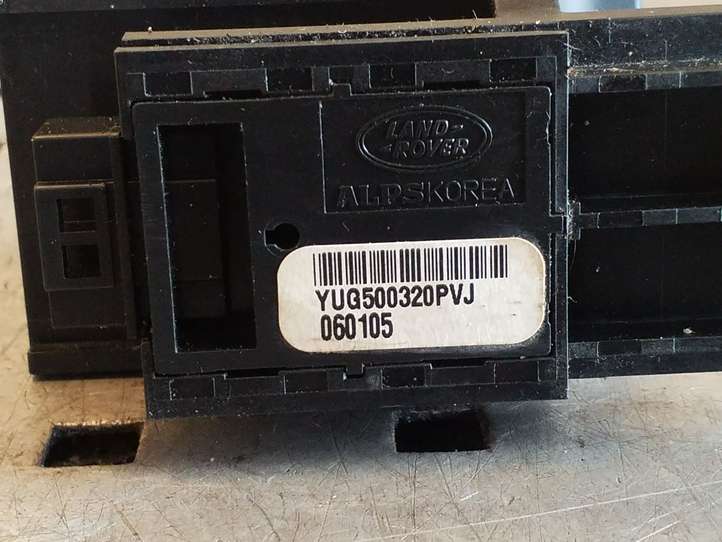 LAND-
-ROVER
ALPSKOREA
YUG500320PVJ
060105